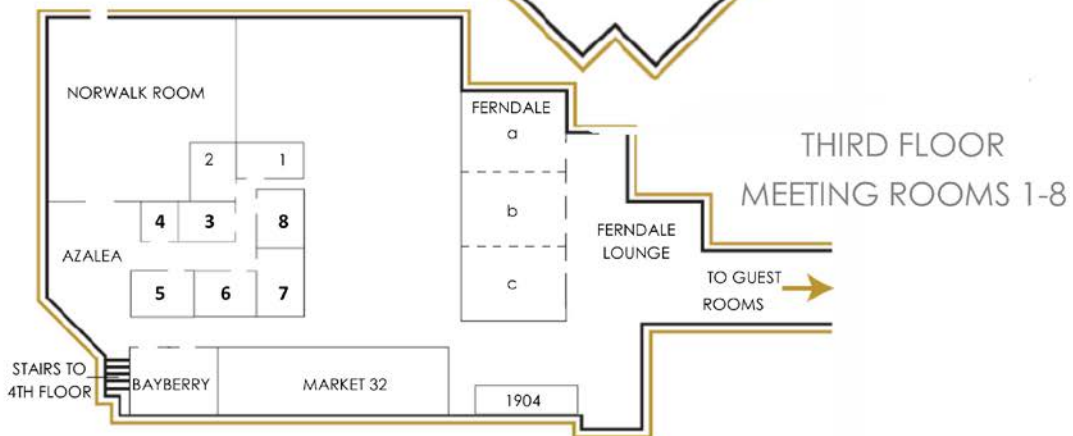 NORWALK ROOM
FERNDALE
a
THIRD FLOOR
MEETING ROOMS 1-8
2
1
b
4
3
8
FERNDALE
LOUNGE
AZALEA
c
TO GUEST
ROOMS
5
6
7
STAIRS TO
4TH FLOOR
BAYBERRY
MARKET 32
1904